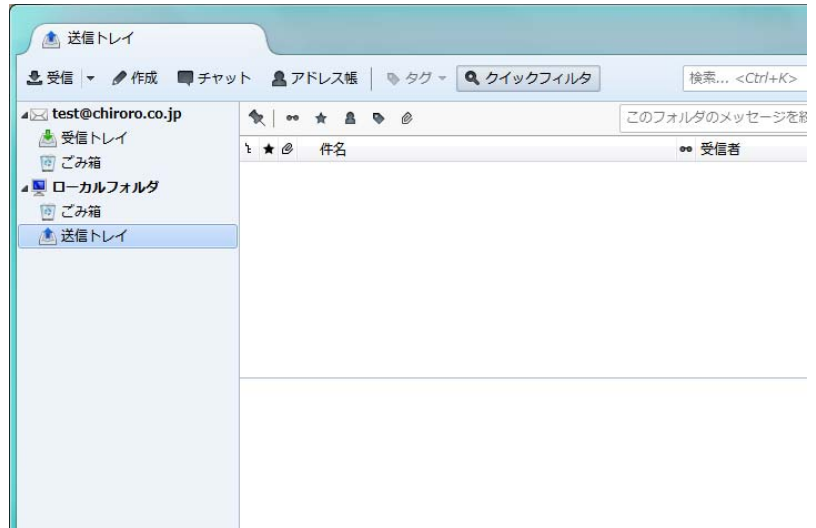 送信トレイ
受信 作成 チャット アドレス帳 タグ クイックフィルタ 検索... <Ctrl+K>
test@chiroro.co.jp
受信トレイ
ごみ箱
ローカルフォルダ
ごみ箱
送信トレイ
このフォルダのメッセージを
件名 受信者